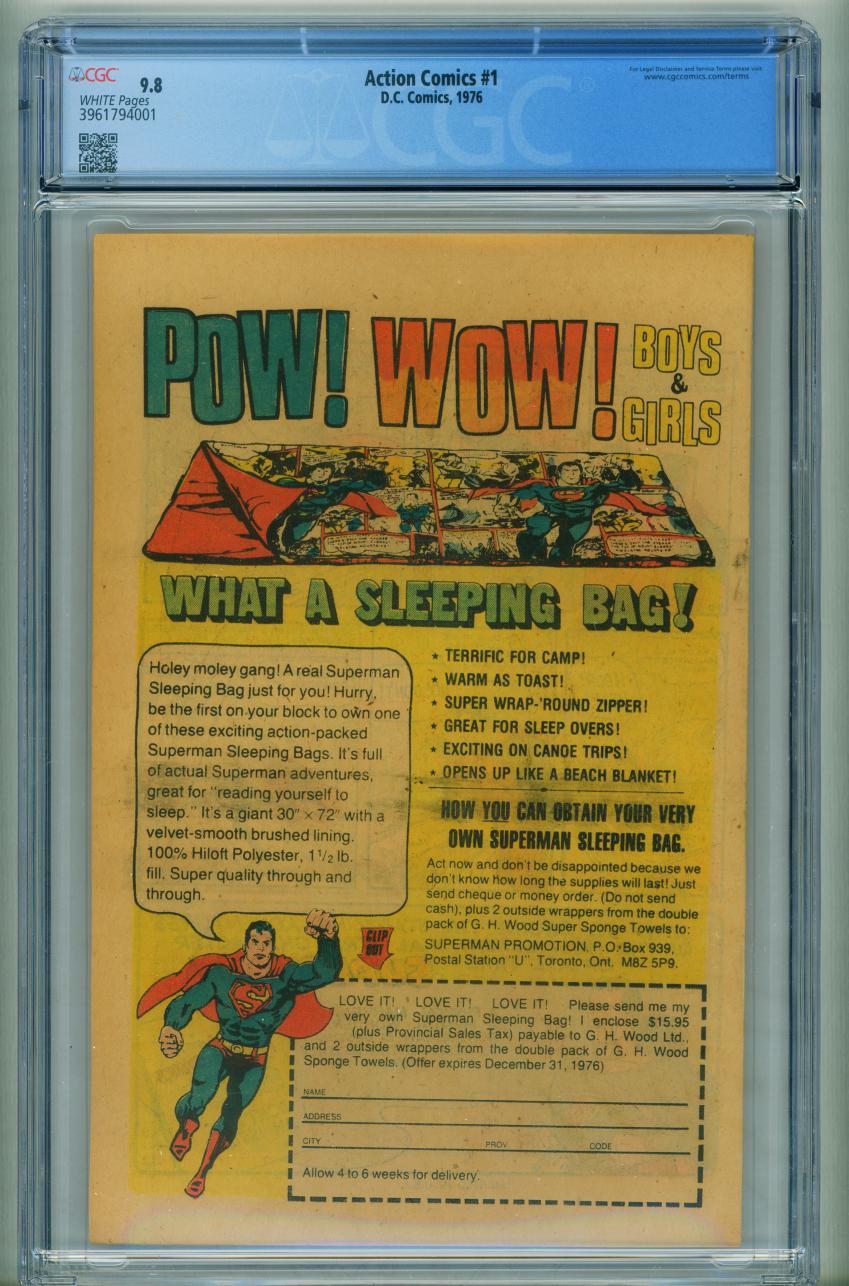 CGC
9.8
WHITE Pages
3961794001
Action Comics #1
D.C. Comics, 1976
For Legal Disclaimer and Service Terms please visit
www.cgccomics.com/terms
CGC
POW! WOW! BOYS
&
GIRLS
WHAT A SLEEPING BAG!
Holey moley gang! A real Superman
Sleeping Bag just for you! Hurry,
be the first on your block to own one
of these exciting action-packed
Superman Sleeping Bags. It's full
of actual Superman adventures,
great for "reading yourself to
sleep." It's a giant 30" × 72" with a
velvet-smooth brushed lining.
100% Hiloft Polyester, 1 1/2 lb.
fill. Super quality through and
through.
★ TERRIFIC FOR CAMP!
★ WARM AS TOAST!
★ SUPER WRAP-'ROUND ZIPPER!
★ GREAT FOR SLEEP OVERS!
★ EXCITING ON CANOE TRIPS!
★ OPENS UP LIKE A BEACH BLANKET!
HOW YOU CAN OBTAIN YOUR VERY
OWN SUPERMAN SLEEPING BAG.
Act now and don't be disappointed because we
don't know how long the supplies will last! Just
send cheque or money order. (Do not send
cash), plus 2 outside wrappers from the double
pack of G. H. Wood Super Sponge Towels to:
SUPERMAN PROMOTION, P.O. Box 939,
Postal Station "U", Toronto, Ont. M8Z 5P9.
CLIP
OUT
S
LOVE IT! LOVE IT! LOVE IT! Please send me my
very own Superman Sleeping Bag! I enclose $15.95
(plus Provincial Sales Tax) payable to G. H. Wood Ltd.,
and 2 outside wrappers from the double pack of G. H. Wood
Sponge Towels. (Offer expires December 31, 1976)
NAME
ADDRESS
CITY PROV CODE
Allow 4 to 6 weeks for delivery.